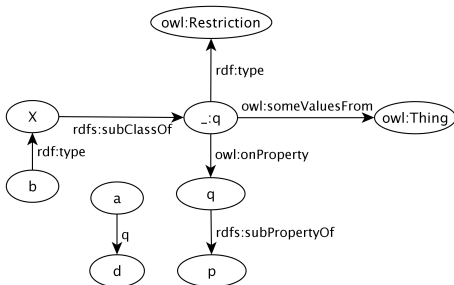 owl:Restriction
rdf:type
X
rdfs:subClassOf
_:q
owl:someValuesFrom
owl:Thing
rdf:type
owl:onProperty
b
a
q
q
rdfs:subPropertyOf
d
p